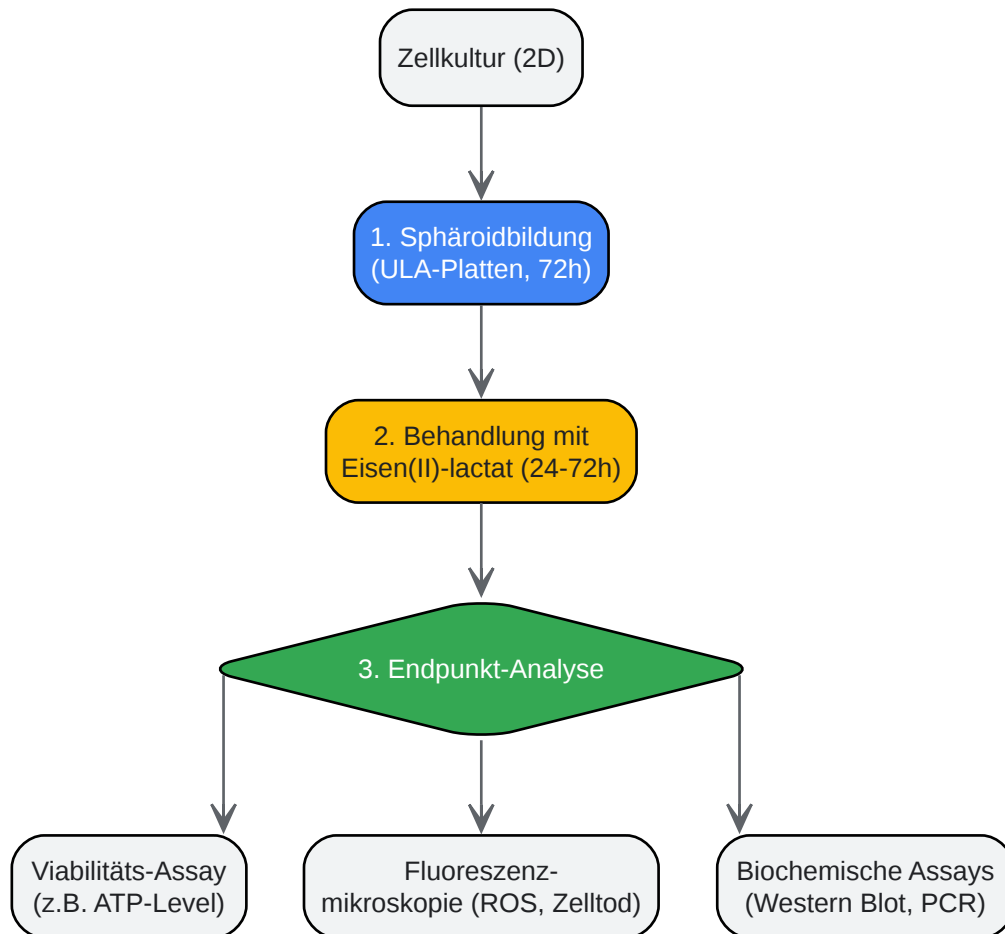 Zellkultur (2D)
1. Sphäroidbildung
(ULA-Platten, 72h)
2. Behandlung mit
Eisen(II)-lactat (24-72h)
3. Endpunkt-Analyse
Viabilitäts-Assay
(z.B. ATP-Level)
Fluoreszenz-
mikroskopie (ROS, Zelltod)
Biochemische Assays
(Western Blot, PCR)